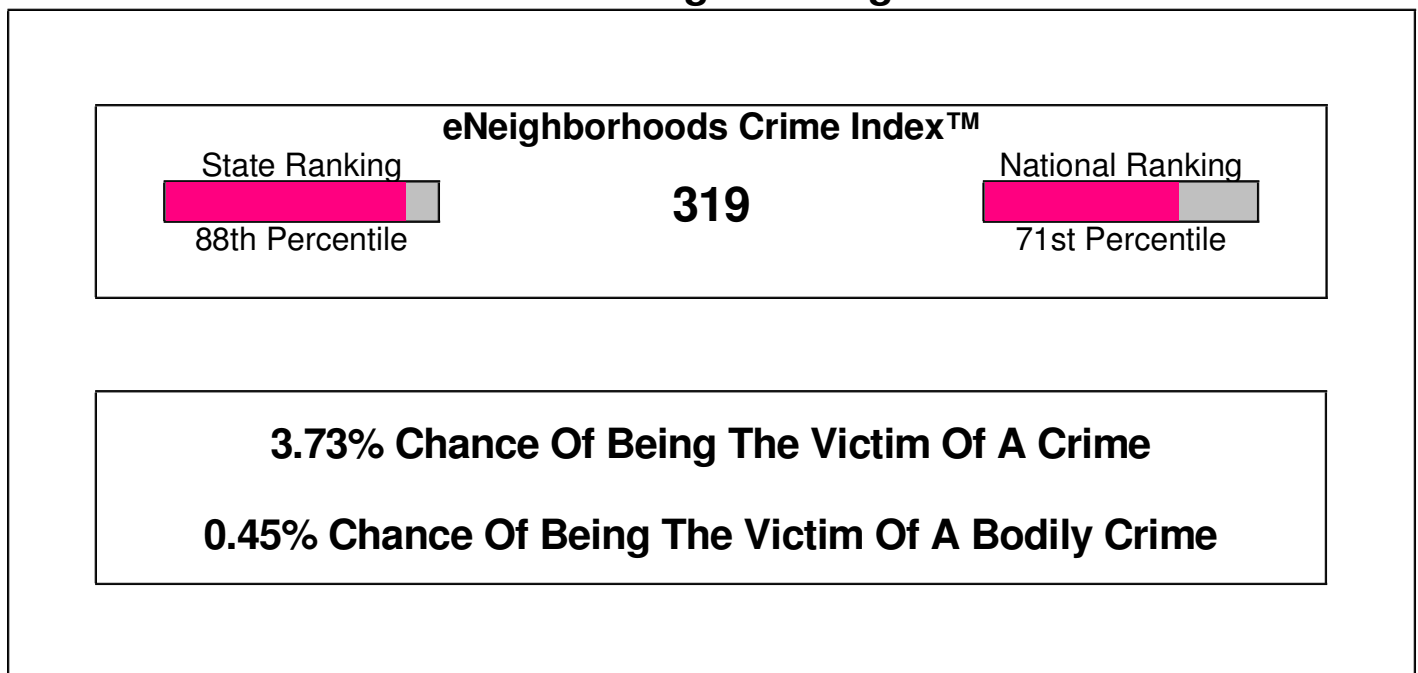 eNeighborhoods Crime Index™
State Ranking
88th Percentile
319
National Ranking
71st Percentile
3.73% Chance Of Being The Victim Of A Crime
0.45% Chance Of Being The Victim Of A Bodily Crime